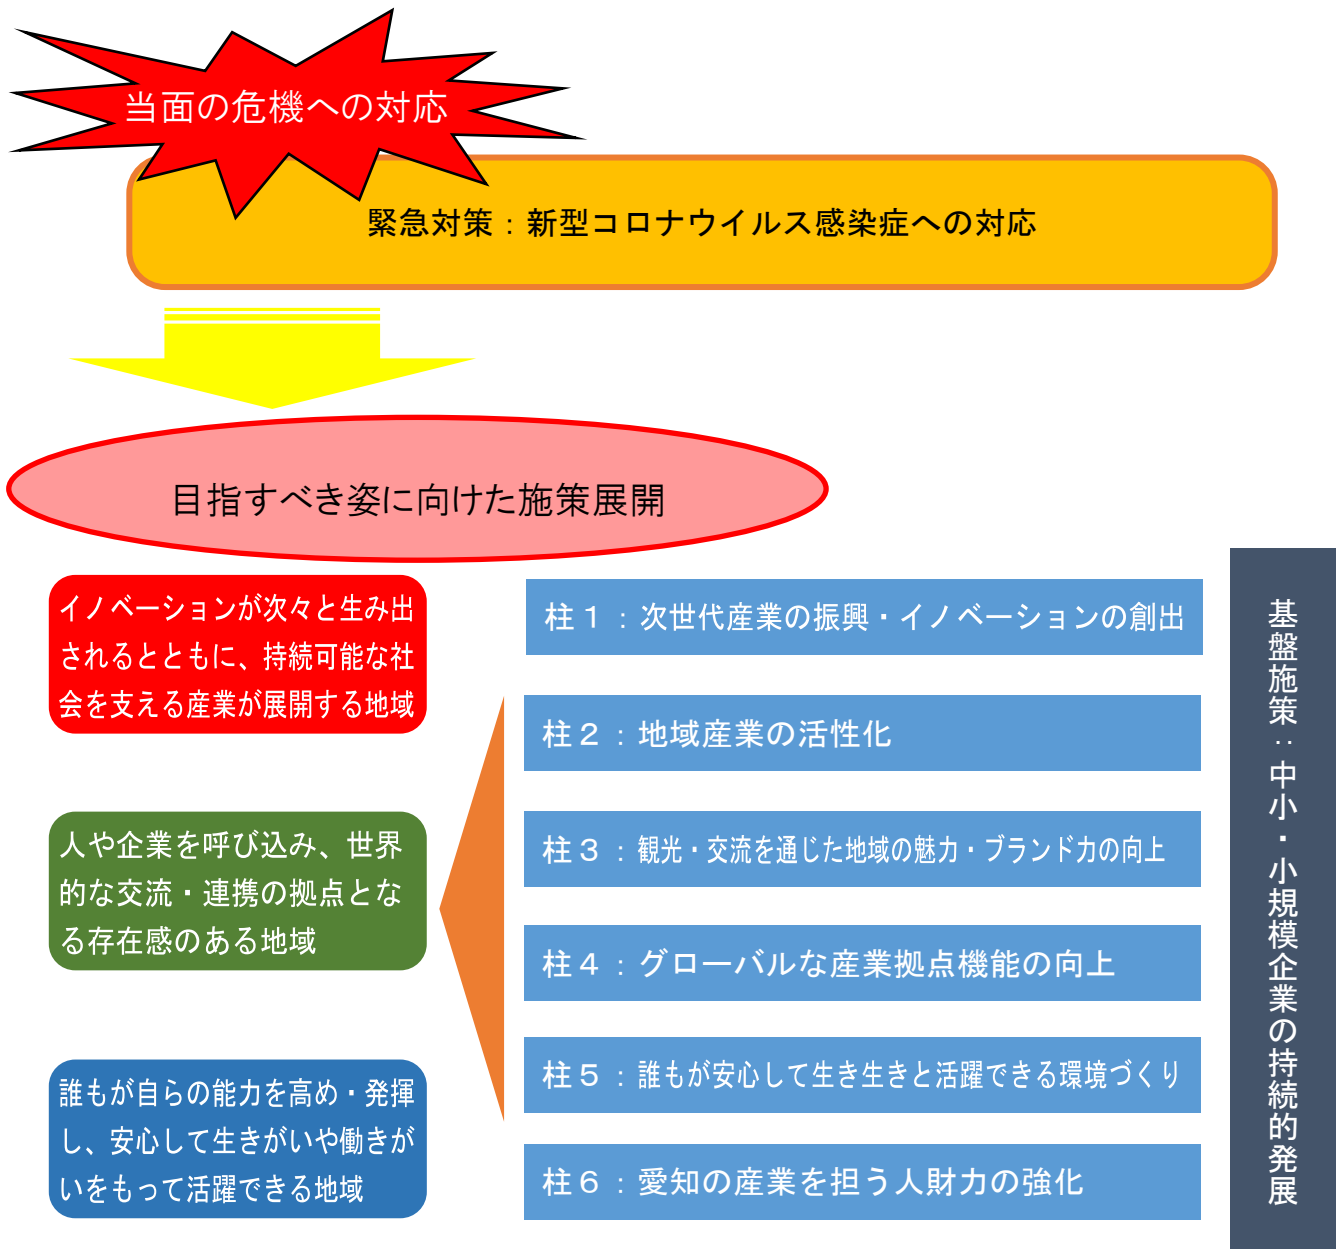 当面の危機への対応
緊急対策：新型コロナウイルス感染症への対応
目指すべき姿に向けた施策展開
イノベーションが次々と生み出
されるとともに、持続可能な社
会を支える産業が展開する地域
人や企業を呼び込み、世界
的な交流・連携の拠点とな
る存在感のある地域
誰もが自らの能力を高め・発揮
し、安心して生きがいや働きが
いをもって活躍できる地域
柱１：次世代産業の振興・イノベーションの創出
柱２：地域産業の活性化
柱３：観光・交流を通じた地域の魅力・ブランド力の向上
柱４：グローバルな産業拠点機能の向上
柱５：誰もが安心して生き生きと活躍できる環境づくり
柱６：愛知の産業を担う人財力の強化
基盤施策：中小・小規模企業の持続的発展